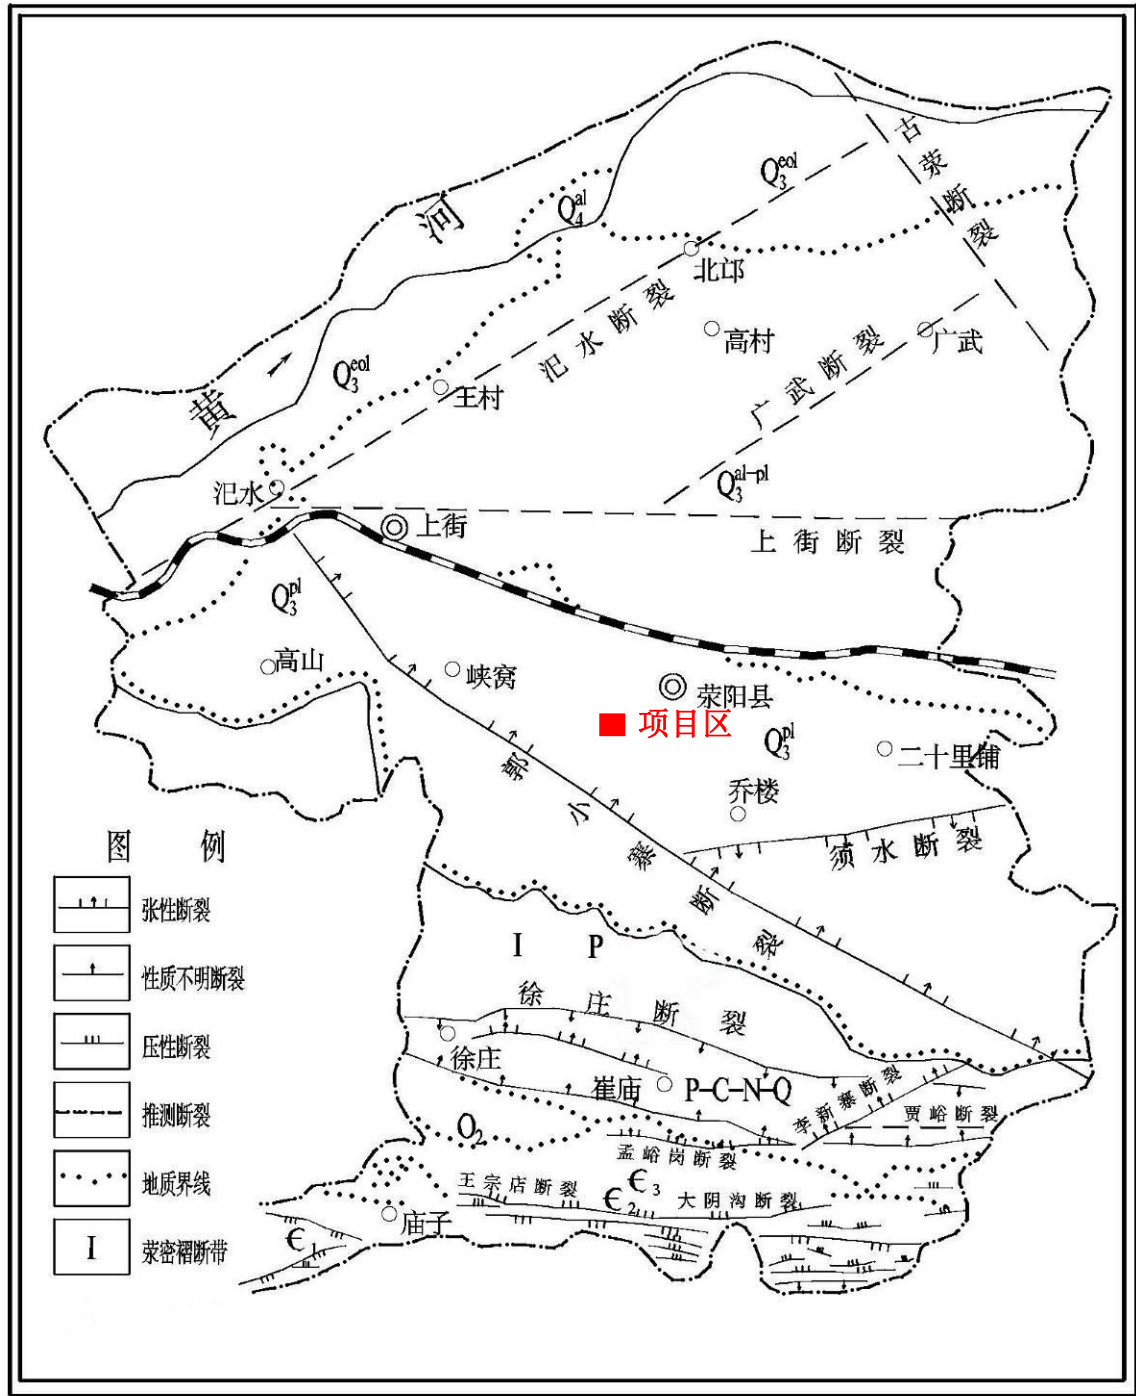 古荥断裂
Q₃ᵉᵒˡ
Q₄ᵃˡ
黄河
北邙
汜水断裂
高村
广武
广武断裂
Q₃ᵉᵒˡ
王村
Q₃ᵃˡ⁻ᵖˡ
汜水
上街
上街断裂
Q₃ᵖˡ
高山
峡窝
荥阳县
项目区
Q₃ᵖˡ
二十里铺
乔楼
郭小寨断裂
须水断裂
图例
张性断裂
性质不明断裂
压性断裂
推测断裂
地质界线
I 荥密褶断带
I P
徐庄断裂
徐庄
崔庙
P-C-N-Q
李新寨断裂
贾峪断裂
O₂
孟峪岗断裂
王宗店断裂
Є₃
Є₂
大阴沟断裂
庙子
Є₁